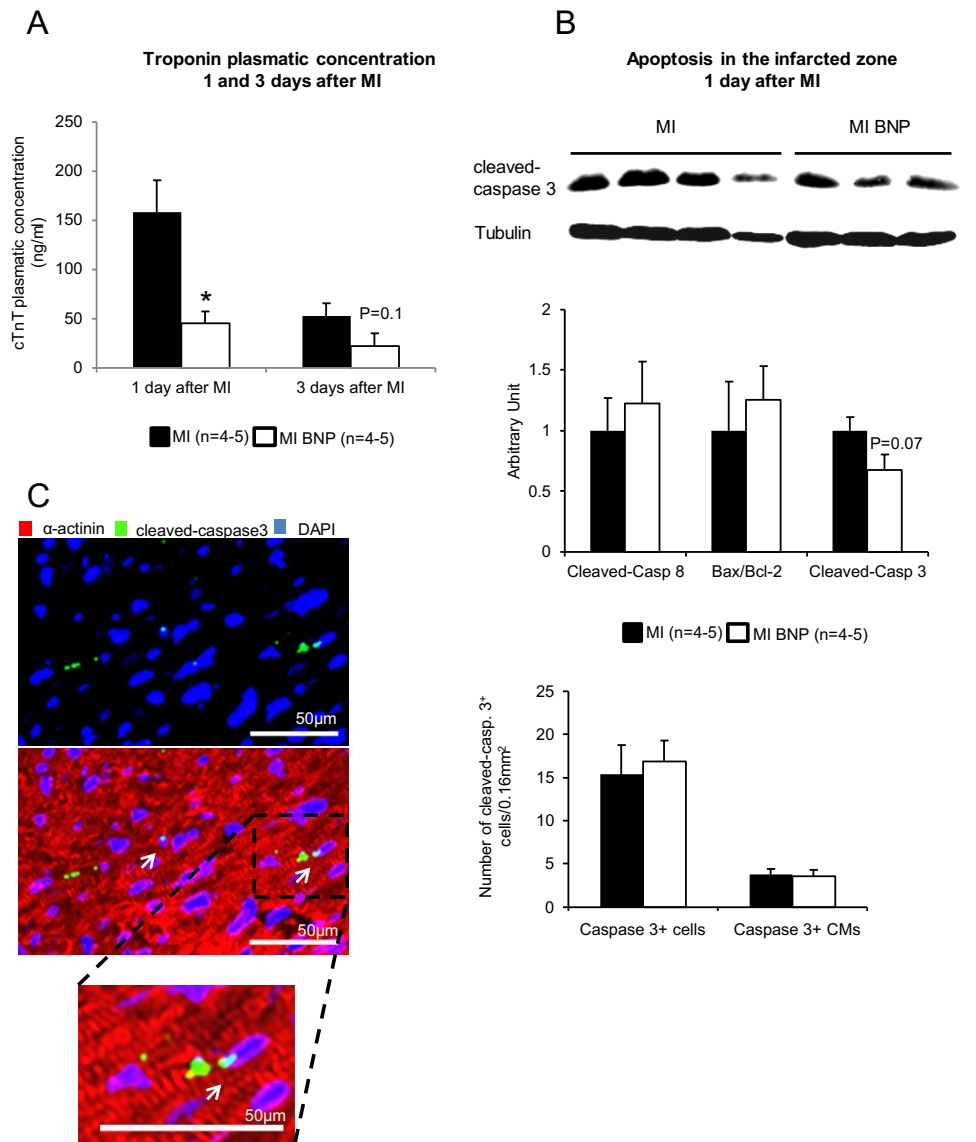 A
Troponin plasmatic concentration
1 and 3 days after MI
cTnT plasmatic concentration
(ng/ml)
250
200
150
100
50
0
*
P=0.1
1 day after MI
3 days after MI
MI (n=4-5)
MI BNP (n=4-5)
B
Apoptosis in the infarcted zone
1 day after MI
MI
MI BNP
cleaved-
caspase 3
Tubulin
Arbitrary Unit
2
1.5
1
0.5
0
P=0.07
Cleaved-Casp 8
Bax/Bcl-2
Cleaved-Casp 3
MI (n=4-5)
MI BNP (n=4-5)
Number of cleaved-casp. 3⁺
cells/0.16mm²
25
20
15
10
5
0
Caspase 3+ cells
Caspase 3+ CMs
C
α-actinin
cleaved-caspase3
DAPI
50μm
50μm
50μm